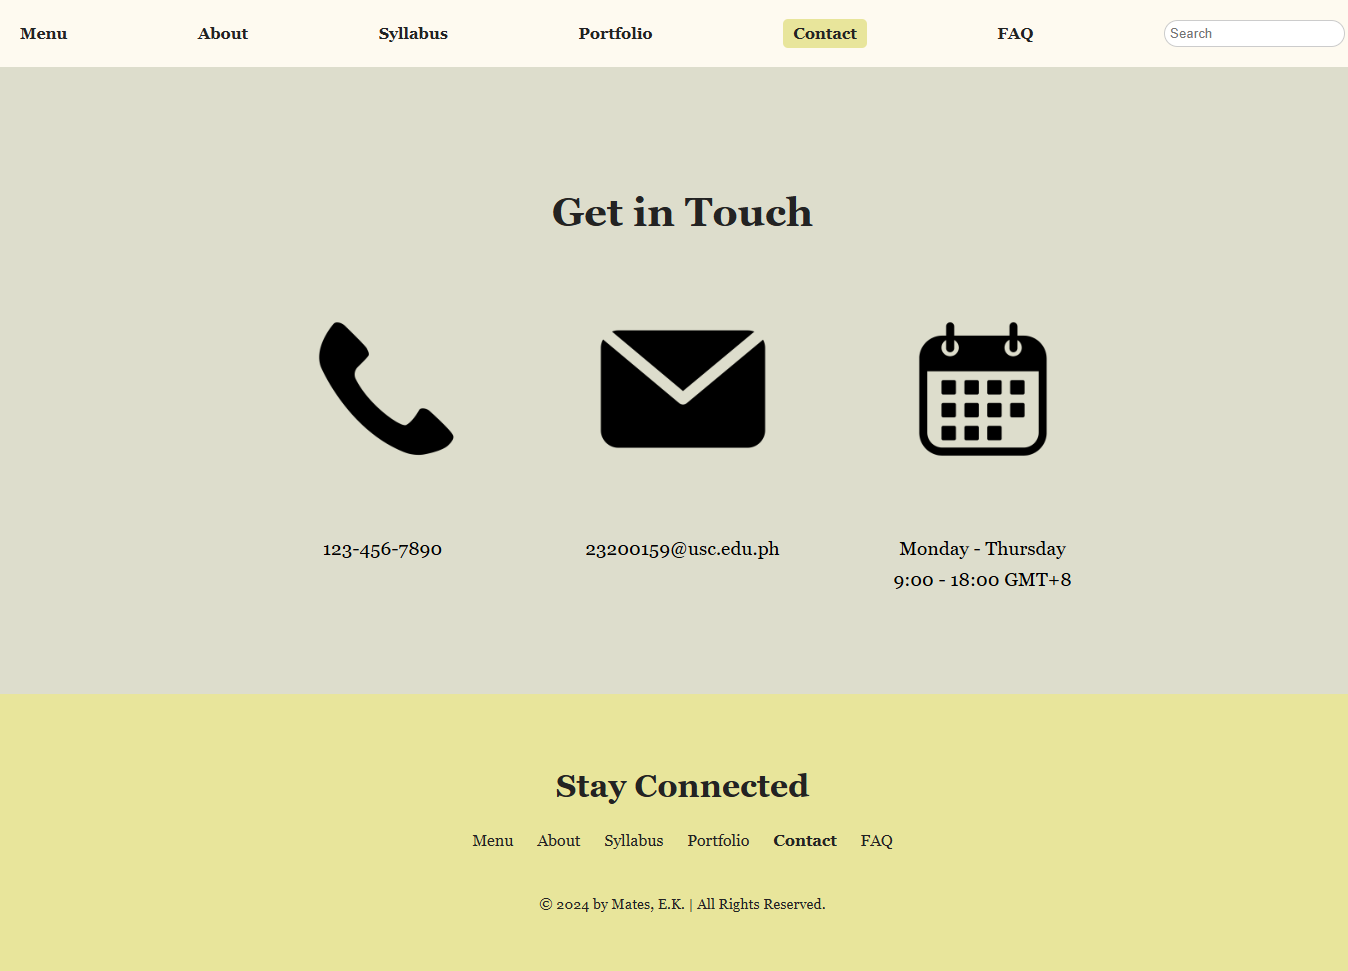 Menu About Syllabus Portfolio Contact FAQ Search
Get in Touch
123-456-7890 23200159@usc.edu.ph Monday - Thursday
9:00 - 18:00 GMT+8
Stay Connected
Menu About Syllabus Portfolio Contact FAQ
© 2024 by Mates, E.K. | All Rights Reserved.